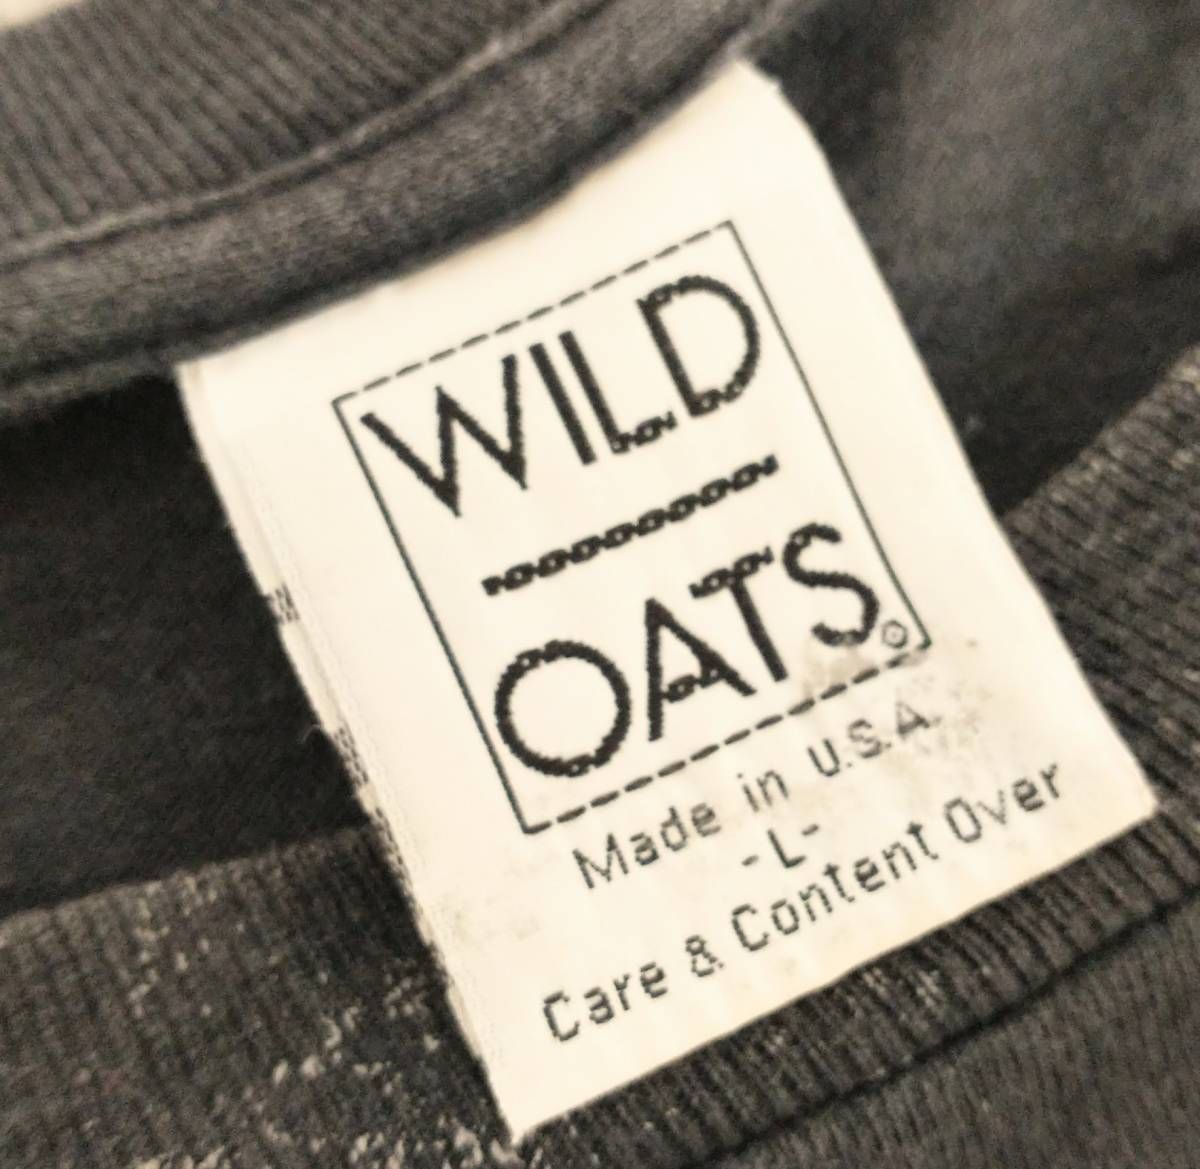 WILD
OATS®
Made in U.S.A.
-L-
Care & Content Over